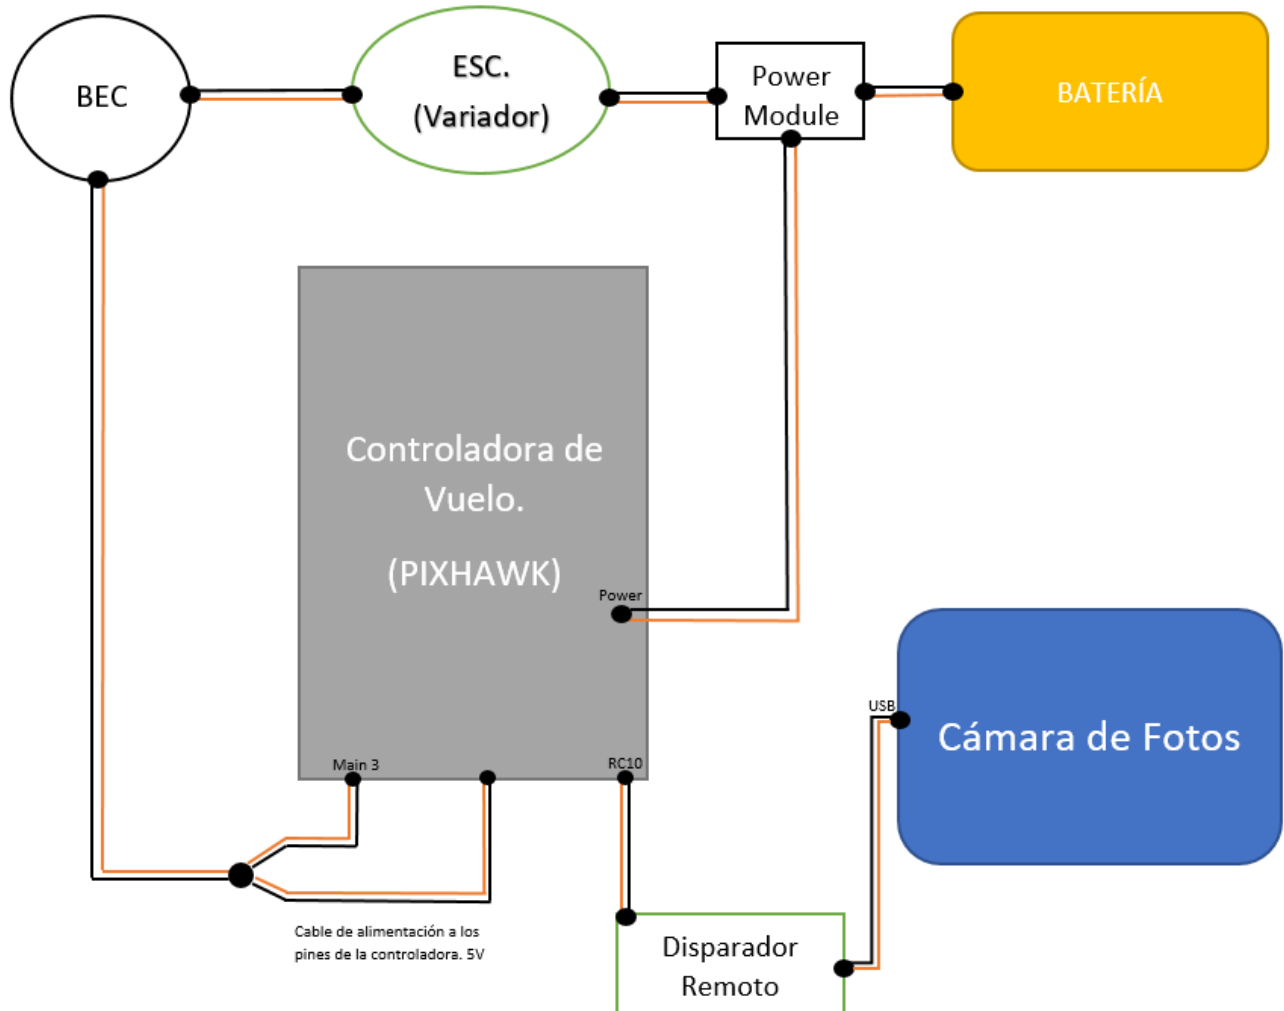 BEC
ESC.
(Variador)
Power
Module
BATERÍA
Controladora de
Vuelo.
(PIXHAWK)
Power
Main 3
RC10
USB
Cámara de Fotos
Cable de alimentación a los
pines de la controladora. 5V
Disparador
Remoto